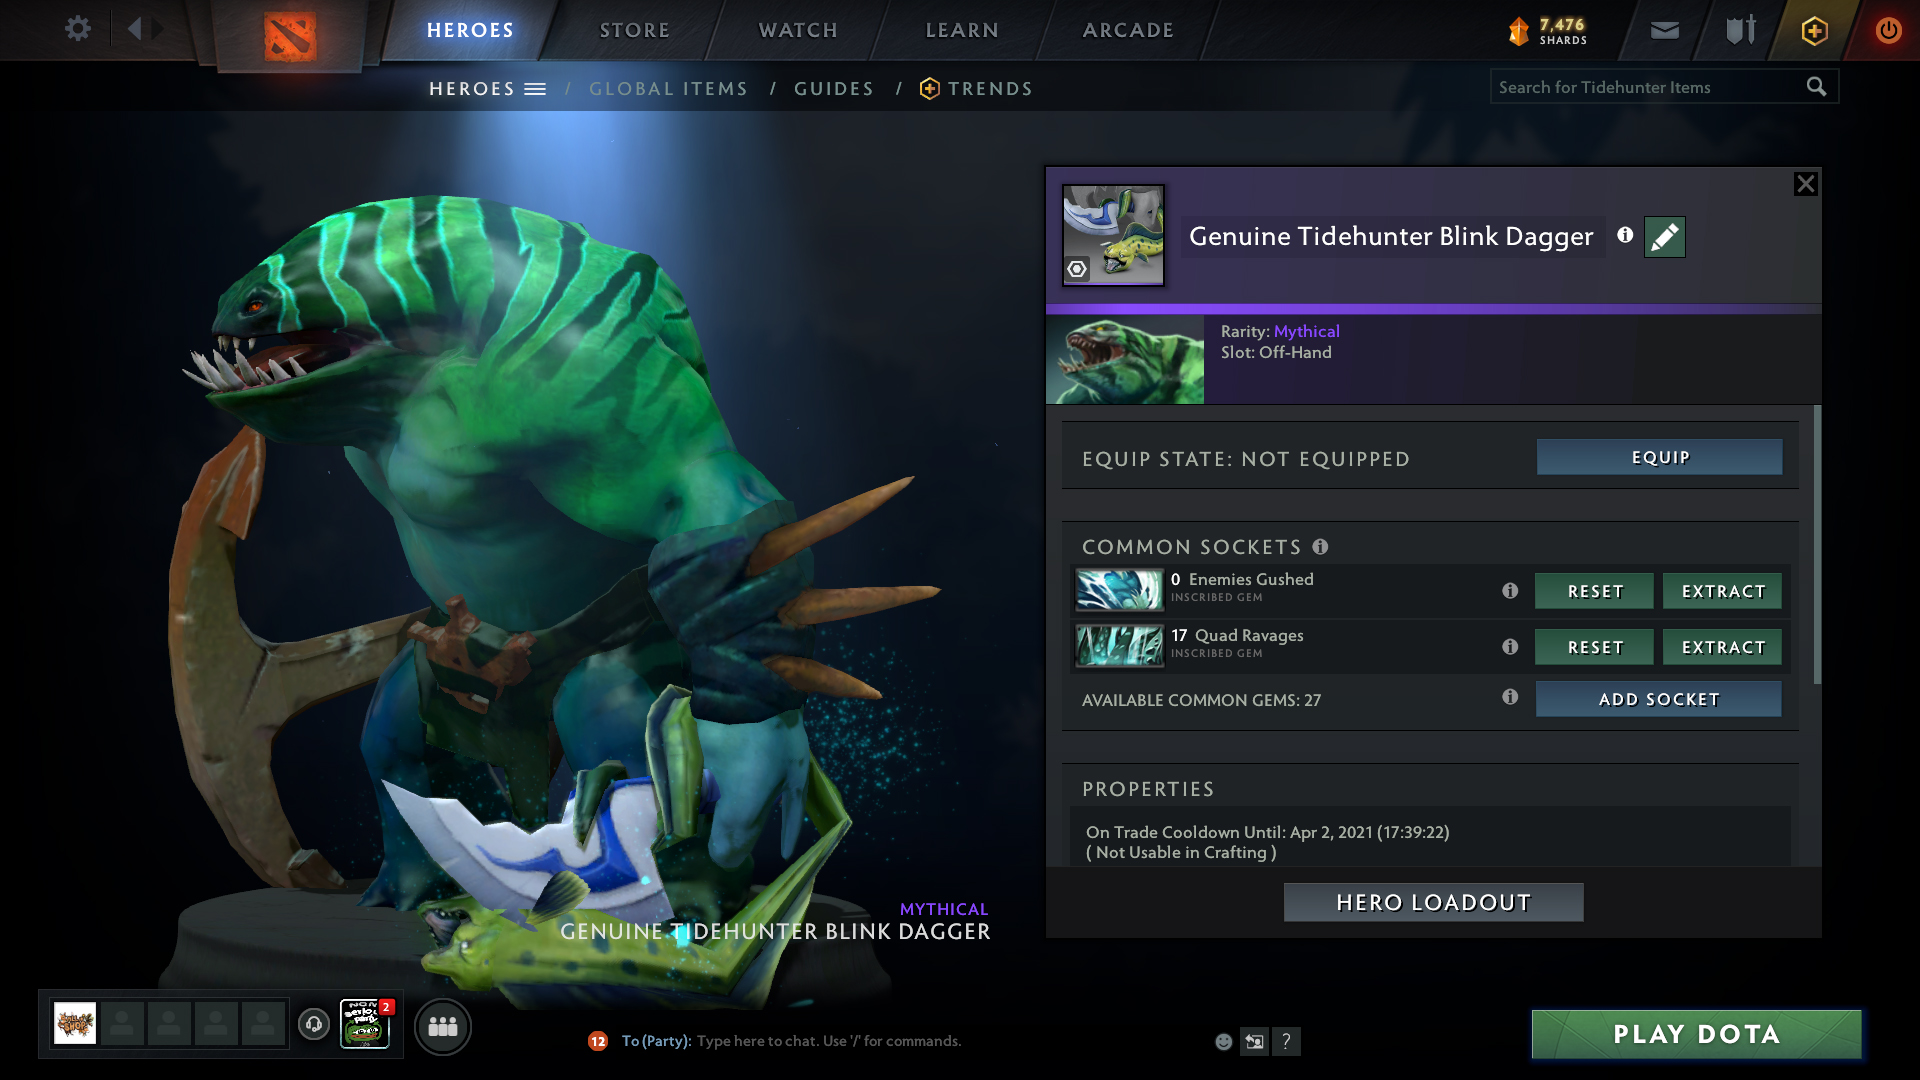 HEROES
STORE
WATCH
LEARN
ARCADE
7,476
SHARDS
HEROES / GLOBAL ITEMS / GUIDES / TRENDS
Search for Tidehunter Items
Genuine Tidehunter Blink Dagger
Rarity: Mythical
Slot: Off-Hand
EQUIP STATE: NOT EQUIPPED
EQUIP
COMMON SOCKETS
0 Enemies Gushed
INSCRIBED GEM
RESET
EXTRACT
17 Quad Ravages
INSCRIBED GEM
RESET
EXTRACT
AVAILABLE COMMON GEMS: 27
ADD SOCKET
PROPERTIES
On Trade Cooldown Until: Apr 2, 2021 (17:39:22)
( Not Usable in Crafting )
HERO LOADOUT
MYTHICAL
GENUINE TIDEHUNTER BLINK DAGGER
2
12
To (Party): Type here to chat. Use '/' for commands.
?
PLAY DOTA